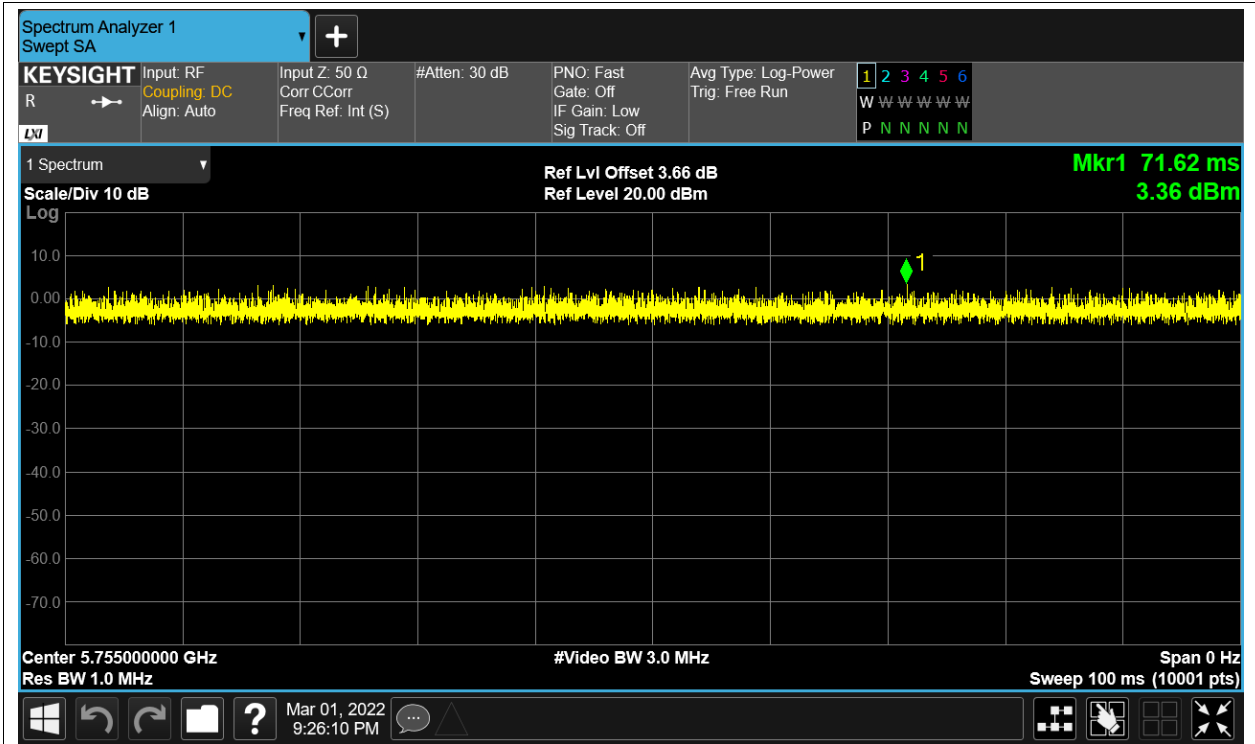 Spectrum Analyzer 1
Swept SA
KEYSIGHT
R
LXI
Input: RF
Coupling: DC
Align: Auto
Input Z: 50 Ω
Corr CCorr
Freq Ref: Int (S)
#Atten: 30 dB
PNO: Fast
Gate: Off
IF Gain: Low
Sig Track: Off
Avg Type: Log-Power
Trig: Free Run
1 2 3 4 5 6
W W W W W W
P N N N N N
1 Spectrum
Scale/Div 10 dB
Log
Ref Lvl Offset 3.66 dB
Ref Level 20.00 dBm
Mkr1 71.62 ms
3.36 dBm
1
10.0
0.00
-10.0
-20.0
-30.0
-40.0
-50.0
-60.0
-70.0
Center 5.755000000 GHz
Res BW 1.0 MHz
#Video BW 3.0 MHz
Span 0 Hz
Sweep 100 ms (10001 pts)
?
Mar 01, 2022
9:26:10 PM